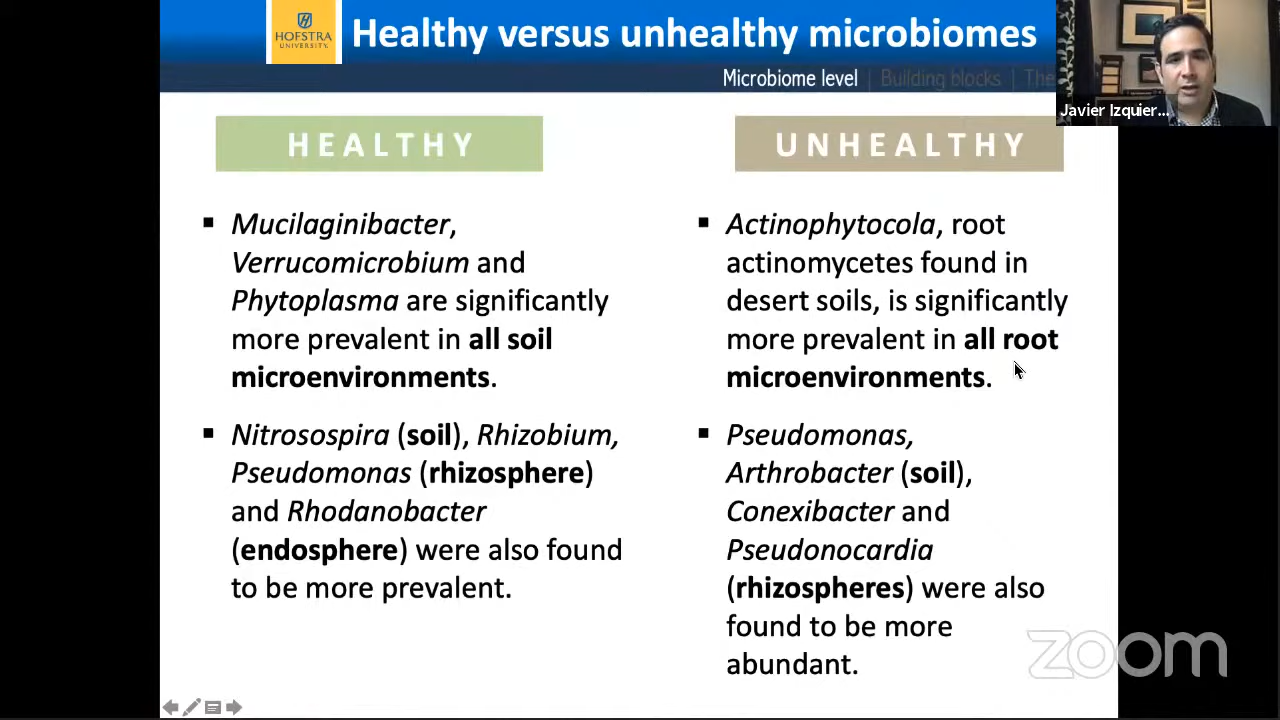 HOFSTRA
UNIVERSITY.
Healthy versus unhealthy microbiomes
Microbiome level | Building blocks | The
Javier Izquier...
HEALTHY
▪ Mucilaginibacter,
Verrucomicrobium and
Phytoplasma are significantly
more prevalent in all soil
microenvironments.
▪ Nitrosospira (soil), Rhizobium,
Pseudomonas (rhizosphere)
and Rhodanobacter
(endosphere) were also found
to be more prevalent.
UNHEALTHY
▪ Actinophytocola, root
actinomycetes found in
desert soils, is significantly
more prevalent in all root
microenvironments.
▪ Pseudomonas,
Arthrobacter (soil),
Conexibacter and
Pseudonocardia
(rhizospheres) were also
found to be more
abundant.
zoom